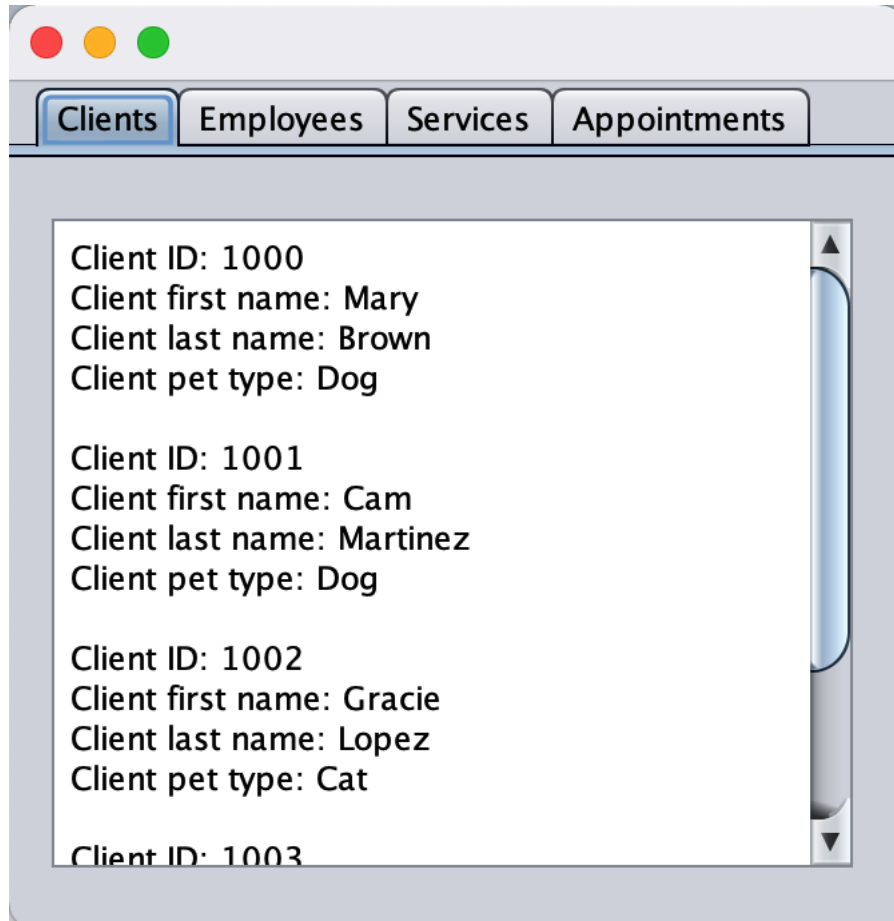 Clients Employees Services Appointments
Client ID: 1000
Client first name: Mary
Client last name: Brown
Client pet type: Dog
Client ID: 1001
Client first name: Cam
Client last name: Martinez
Client pet type: Dog
Client ID: 1002
Client first name: Gracie
Client last name: Lopez
Client pet type: Cat
Client ID: 1003